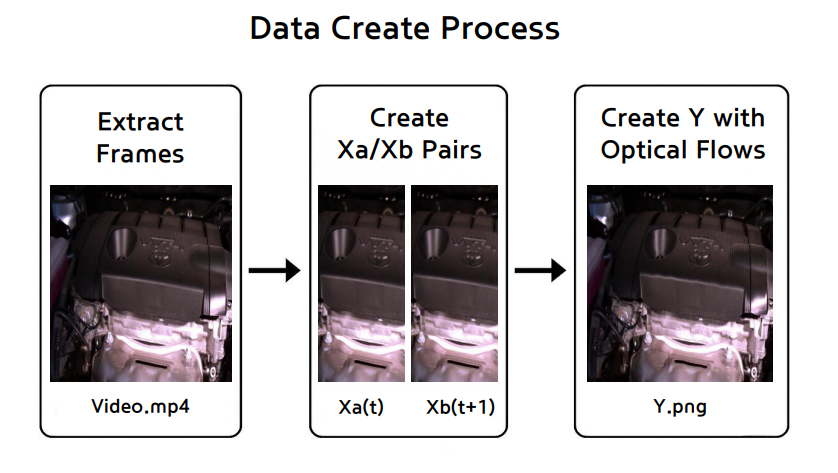 Data Create Process
Extract
Frames
Video.mp4
Create
Xa/Xb Pairs
Xa(t)
Xb(t+1)
Create Y with
Optical Flows
Y.png